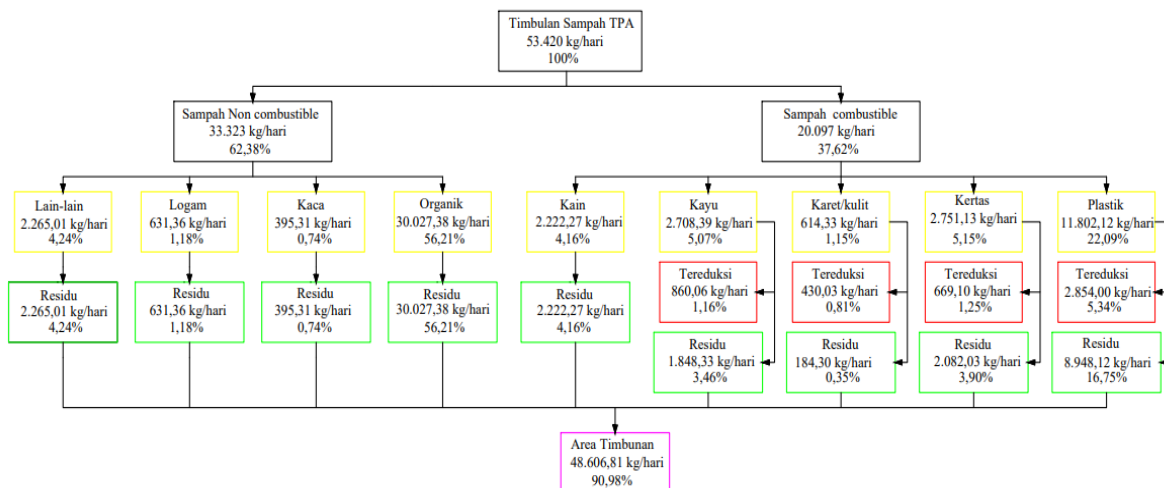 Timbulan Sampah TPA
53.420 kg/hari
100%
Sampah Non combustible
33.323 kg/hari
62,38%
Sampah combustible
20.097 kg/hari
37,62%
Lain-lain
2.265,01 kg/hari
4,24%
Logam
631,36 kg/hari
1,18%
Kaca
395,31 kg/hari
0,74%
Organik
30.027,38 kg/hari
56,21%
Kain
2.222,27 kg/hari
4,16%
Kayu
2.708,39 kg/hari
5,07%
Karet/kulit
614,33 kg/hari
1,15%
Kertas
2.751,13 kg/hari
5,15%
Plastik
11.802,12 kg/hari
22,09%
Tereduksi
860,06 kg/hari
1,16%
Tereduksi
430,03 kg/hari
0,81%
Tereduksi
669,10 kg/hari
1,25%
Tereduksi
2.854,00 kg/hari
5,34%
Residu
2.265,01 kg/hari
4,24%
Residu
631,36 kg/hari
1,18%
Residu
395,31 kg/hari
0,74%
Residu
30.027,38 kg/hari
56,21%
Residu
2.222,27 kg/hari
4,16%
Residu
1.848,33 kg/hari
3,46%
Residu
184,30 kg/hari
0,35%
Residu
2.082,03 kg/hari
3,90%
Residu
8.948,12 kg/hari
16,75%
Area Timbunan
48.606,81 kg/hari
90,98%